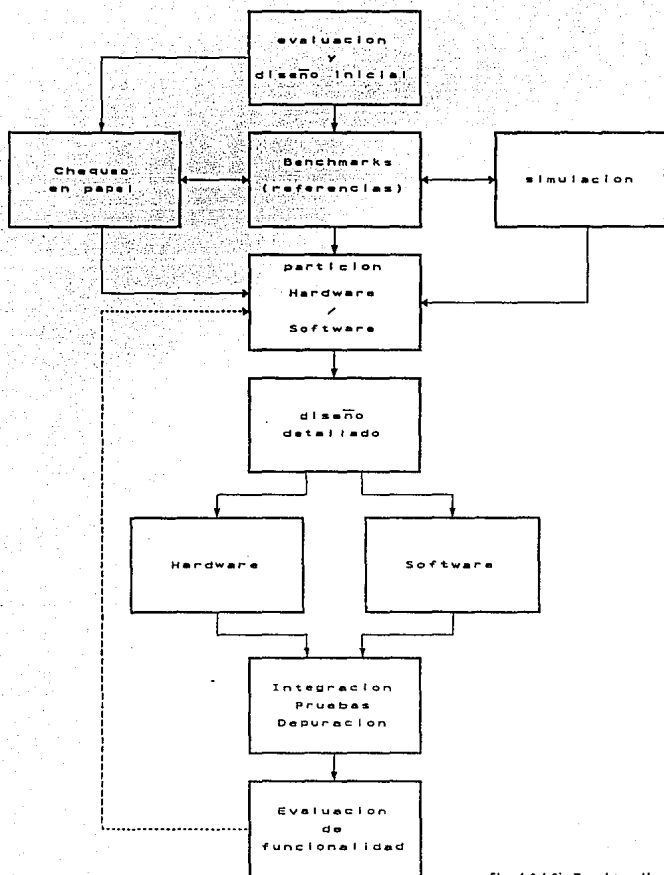 evaluacion
y
diseño inicial
Chequeo
en papel
Benchmarks
(referencias)
simulacion
particion
Hardware
/
Software
diseño
detallado
Hardware
Software
Integracion
Pruebas
Depuracion
Evaluacion
de
funcionalidad